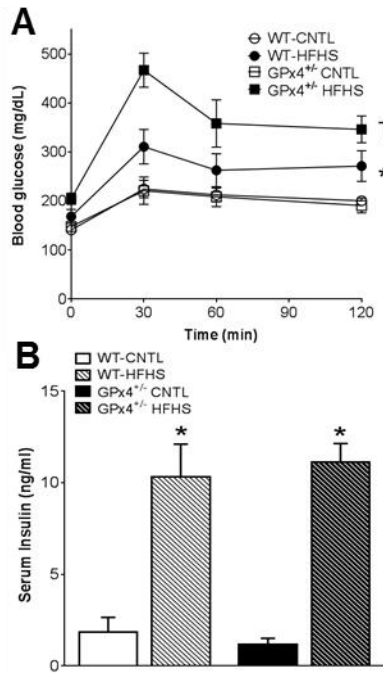 A
WT-CNTL
WT-HFHS
GPx4+/- CNTL
GPx4+/- HFHS
500
400
300
200
100
0
Blood glucose (mg/dL)
*
0 30 60 90 120
Time (min)
B
WT-CNTL
WT-HFHS
GPx4+/- CNTL
GPx4+/- HFHS
15
10
5
0
Serum Insulin (ng/ml)
* *